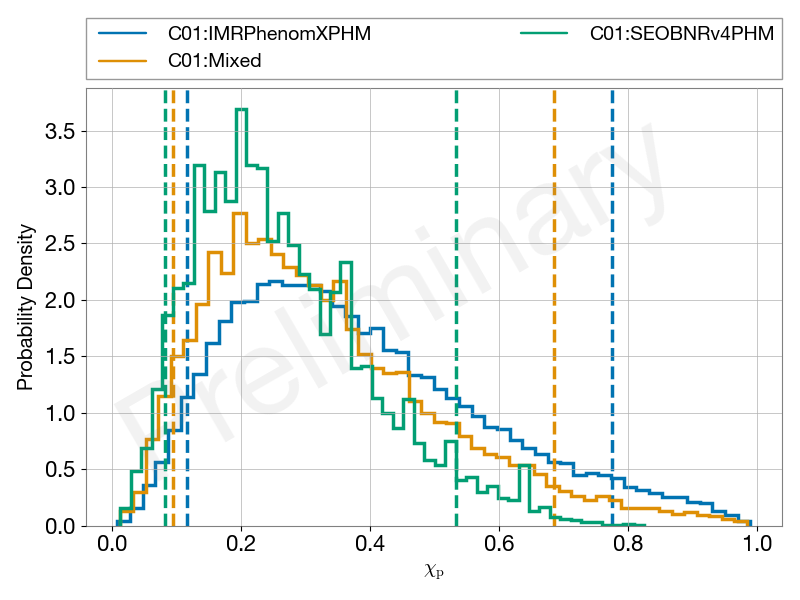 C01:IMRPhenomXPHM C01:SEOBNRv4PHM
C01:Mixed
Preliminary
Probability Density
3.5
3.0
2.5
2.0
1.5
1.0
0.5
0.0
0.0 0.2 0.4 0.6 0.8 1.0
χp